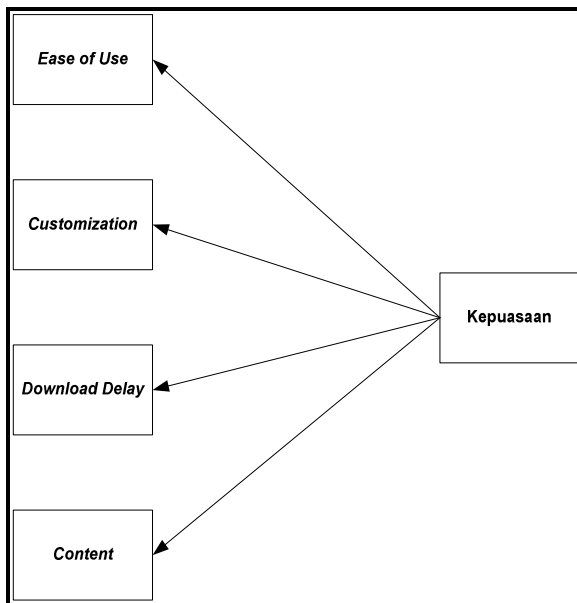 Ease of Use
Customization
Kepuasaan
Download Delay
Content